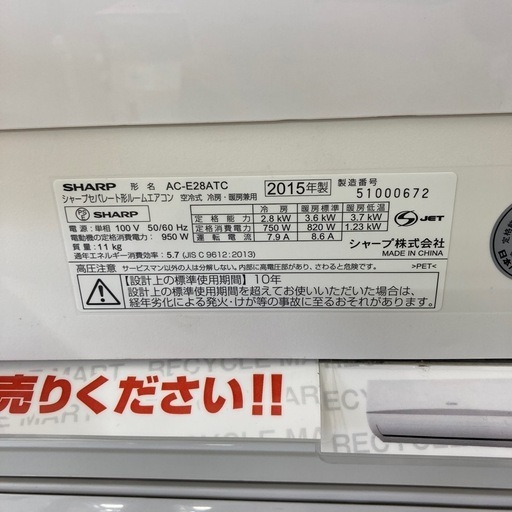 SHARP 形 名 AC-E28ATC 2015年製 製造番号
シャープセパレート形ルームエアコン 空冷式 冷房・暖房兼用 51000672
PSE SHARP 冷房 暖房標準 暖房低温
定格能力 2.8 kW 3.6 kW 3.7 kW
電源：単相 100 V 50/60 Hz 定格消費電力 750 W 820 W 1.23 kW
電動機の定格消費電力： 950 W 運転電流 7.9 A 8.6 A
S JET
質量：11 kg シャープ株式会社
通年エネルギー消費効率：5.7 (JIS C 9612:2013) MADE IN CHINA
高圧注意 サービスマン以外の人は、あけないでください。内部に高電圧部があり、さわると危険です。 >PET<
【設計上の標準使用期間】10年
設計上の標準使用期間を超えてお使いいただいた場合は、
経年劣化による発火・けが等の事故に至るおそれがあります。
売りください!!
RECYCLE MART